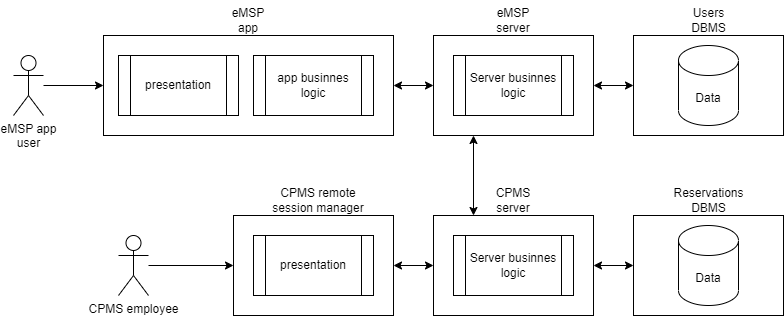 eMSP
app
eMSP
server
Users
DBMS
presentation
app businnes
logic
Server businnes
logic
Data
eMSP app
user
CPMS remote
session manager
CPMS
server
Reservations
DBMS
presentation
Server businnes
logic
Data
CPMS employee